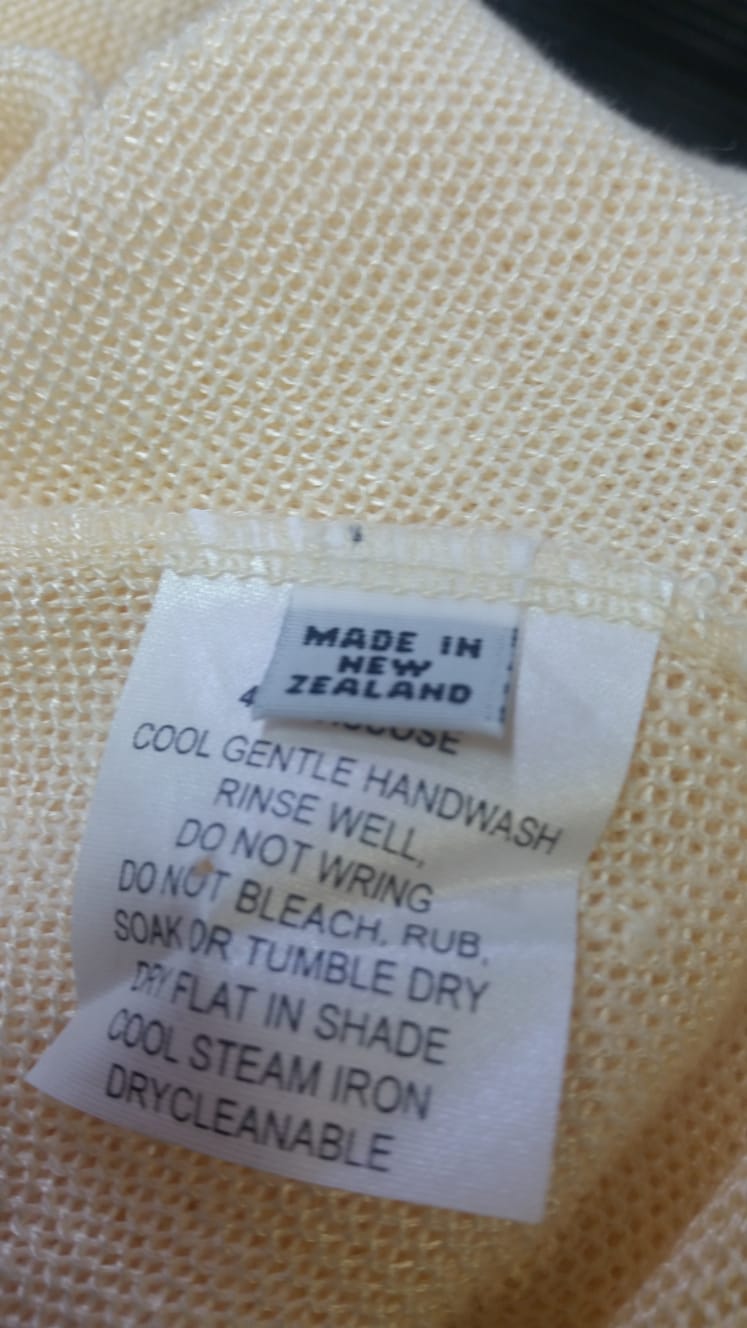 MADE IN
NEW
ZEALAND
COOL GENTLE HANDWASH
RINSE WELL,
DO NOT WRING
DO NOT BLEACH, RUB,
SOAK OR TUMBLE DRY
DRY FLAT IN SHADE
COOL STEAM IRON
DRYCLEANABLE